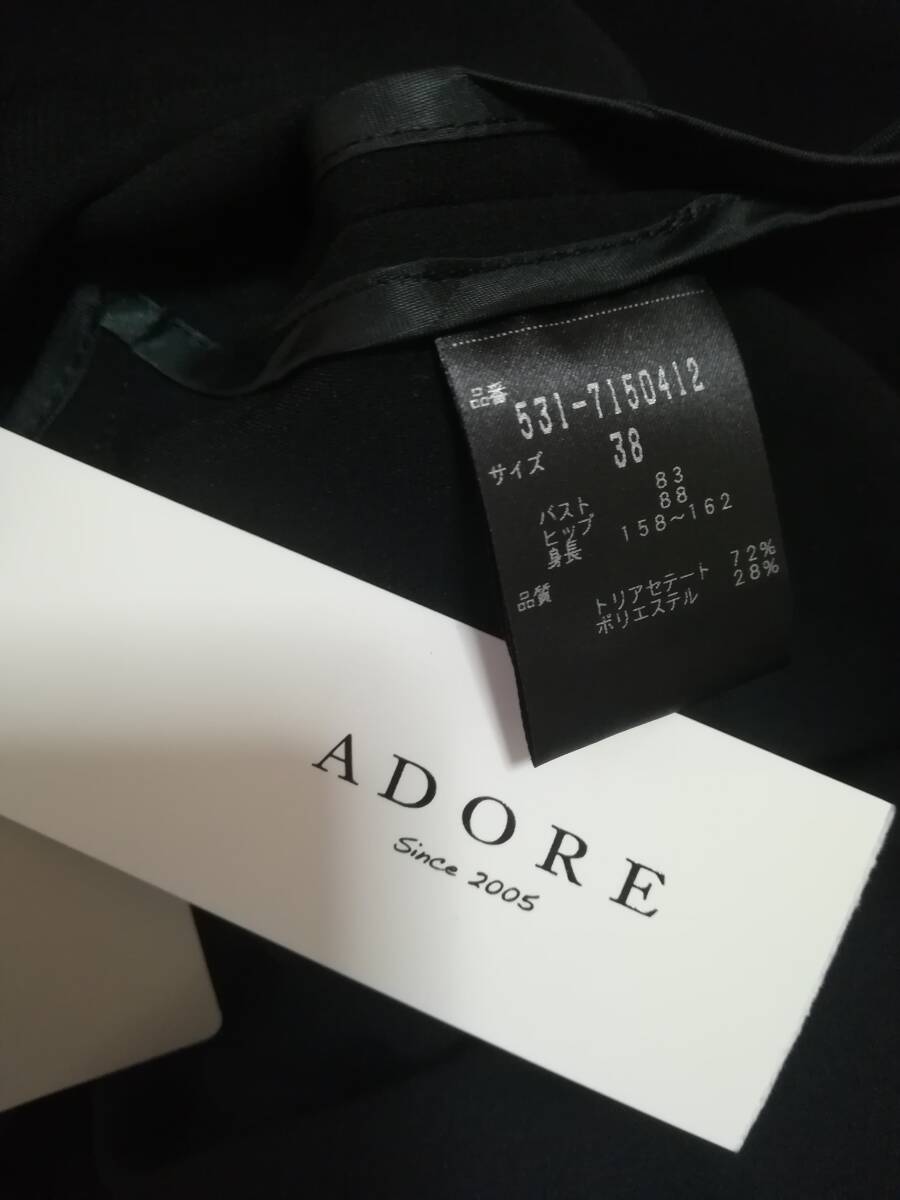 品番 531-7150412
サイズ 38
バスト 83
ヒップ 88
身長 158～162
品質 トリアセテート 72%
ポリエステル 28%
ADORE
Since 2005